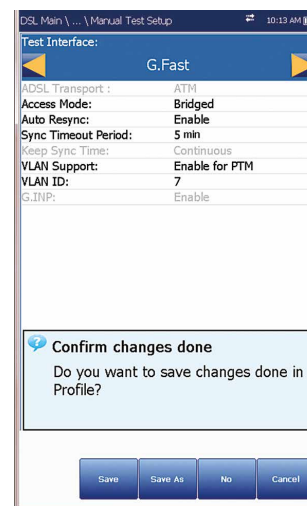 DSL Main \ ... \ Manual Test Setup 10:13 AM
Test Interface:
G.Fast
ADSL Transport : ATM
Access Mode: Bridged
Auto Resync: Enable
Sync Timeout Period: 5 min
Keep Sync Time: Continuous
VLAN Support: Enable for PTM
VLAN ID: 7
G.INP: Enable
Confirm changes done
Do you want to save changes done in
Profile?
Save Save As No Cancel